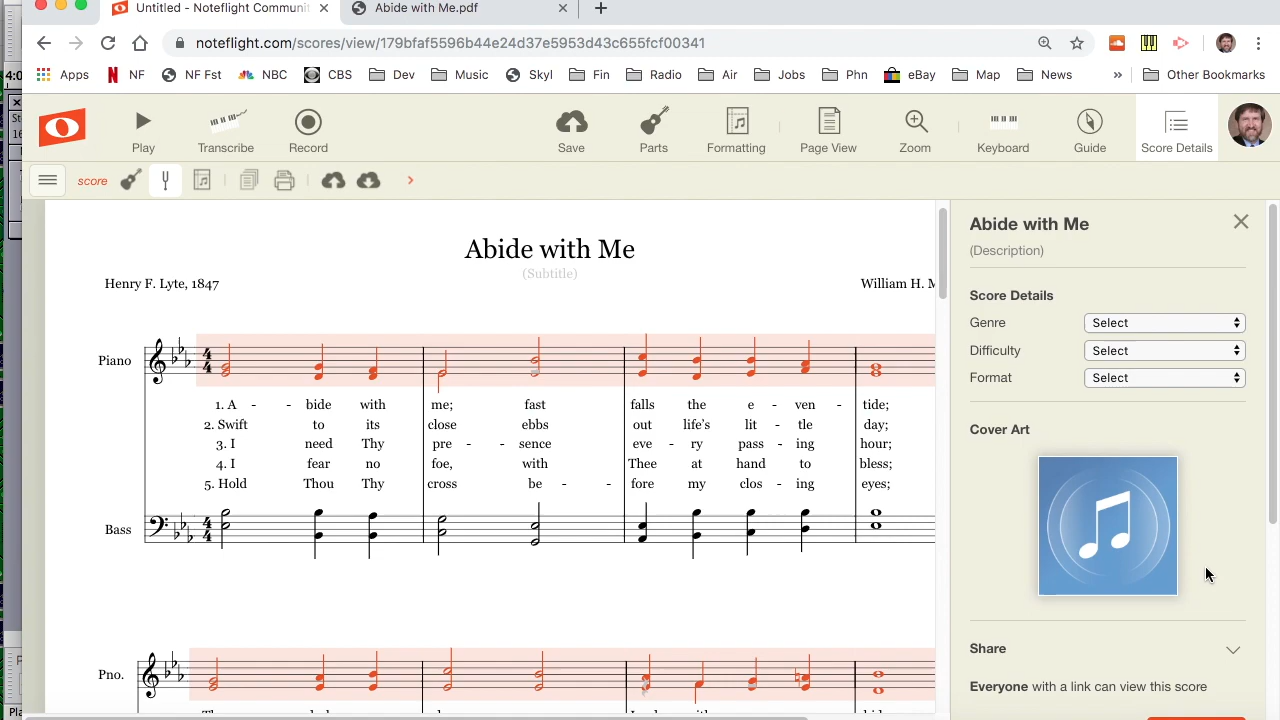 Untitled - Noteflight Communit
Abide with Me.pdf
noteflight.com/scores/view/179bfaf5596b44e24d37e5953d43c655fcf00341
Apps NF NF Fst NBC CBS Dev Music Skyl Fin Radio Air Jobs Phn eBay Map News » Other Bookmarks
Play Transcribe Record Save Parts Formatting Page View Zoom Keyboard Guide Score Details
score
Abide with Me
(Subtitle)
Henry F. Lyte, 1847
William H. M
Piano
1. A - - bide with me; fast falls the e - ven - tide;
2. Swift to its close ebbs out life's lit - tle day;
3. I need Thy pre - - sence eve - ry pass - ing hour;
4. I fear no foe, with Thee at hand to bless;
5. Hold Thou Thy cross be - - fore my clos - ing eyes;
Bass
Pno.
Abide with Me
(Description)
Score Details
Genre Select
Difficulty Select
Format Select
Cover Art
Share
Everyone with a link can view this score